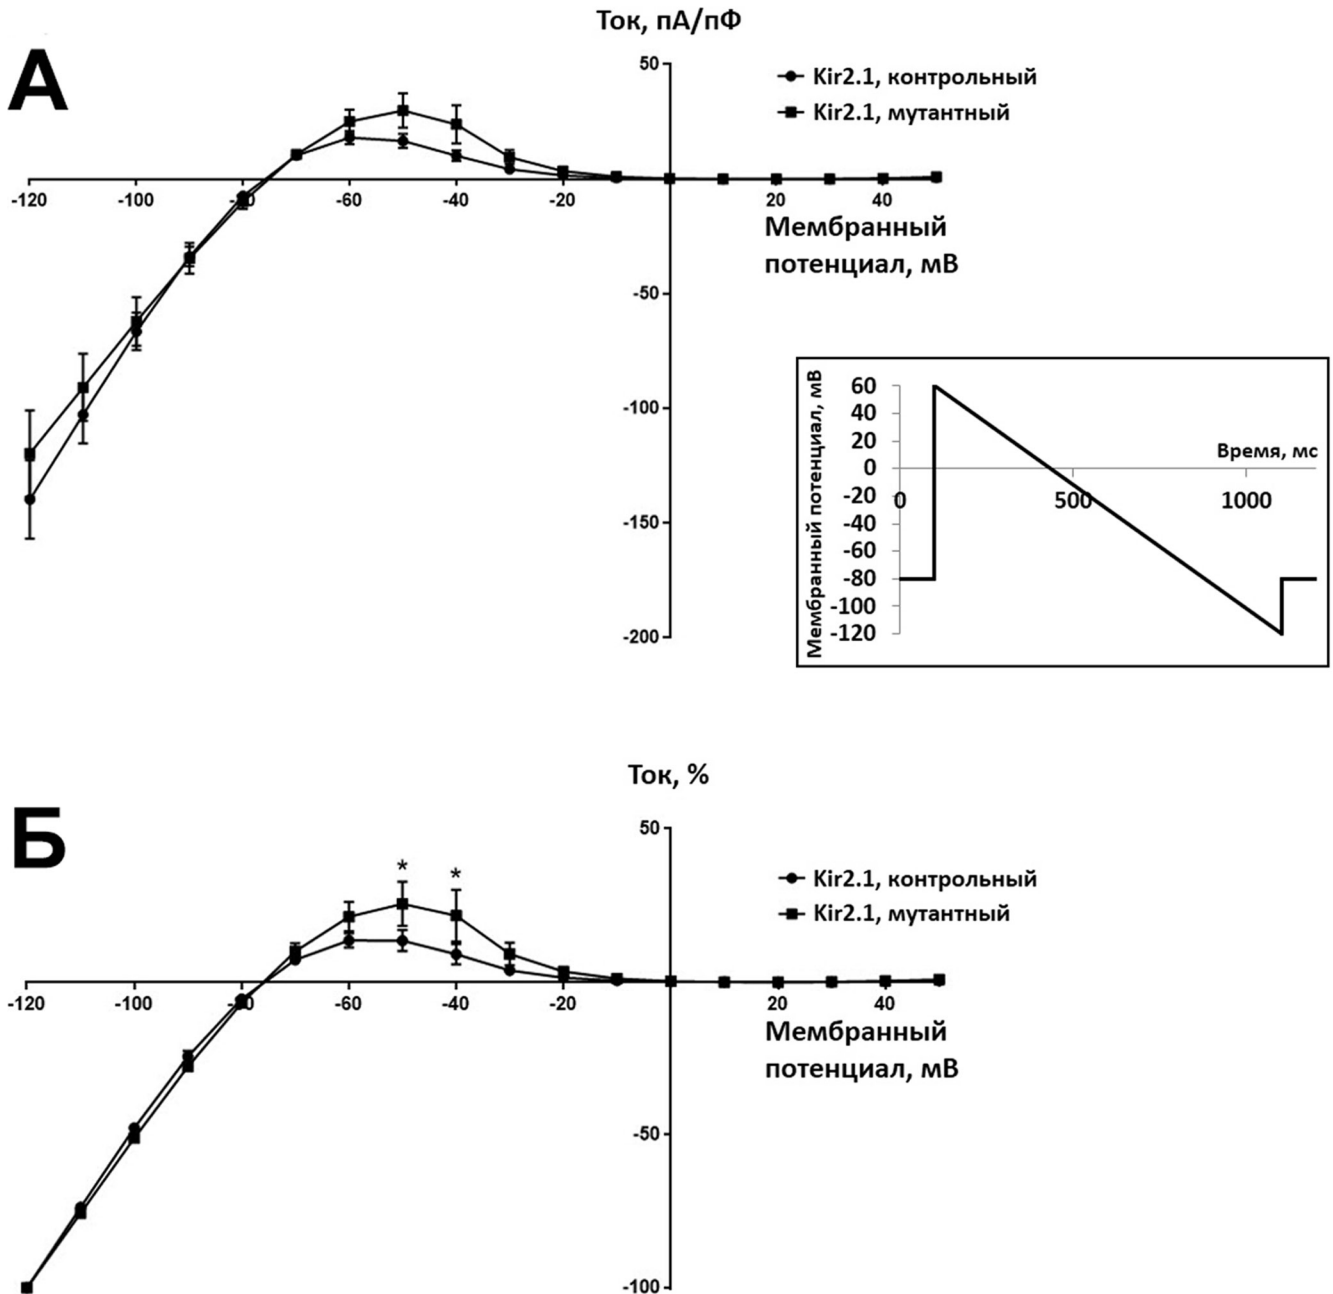 Ток, пА/пФ
А
50
Kir2.1, контрольный
Kir2.1, мутантный
-120 -100 -80 -60 -40 -20 20 40
Мембранный
потенциал, мВ
-50
-100
-150
-200
Мембранный потенциал, мВ
60
40
20
0
-20
-40
-60
-80
-100
-120
Время, мс
0 500 1000
Ток, %
Б
50
Kir2.1, контрольный
Kir2.1, мутантный
* *
-120 -100 -80 -60 -40 -20 20 40
Мембранный
потенциал, мВ
-50
-100